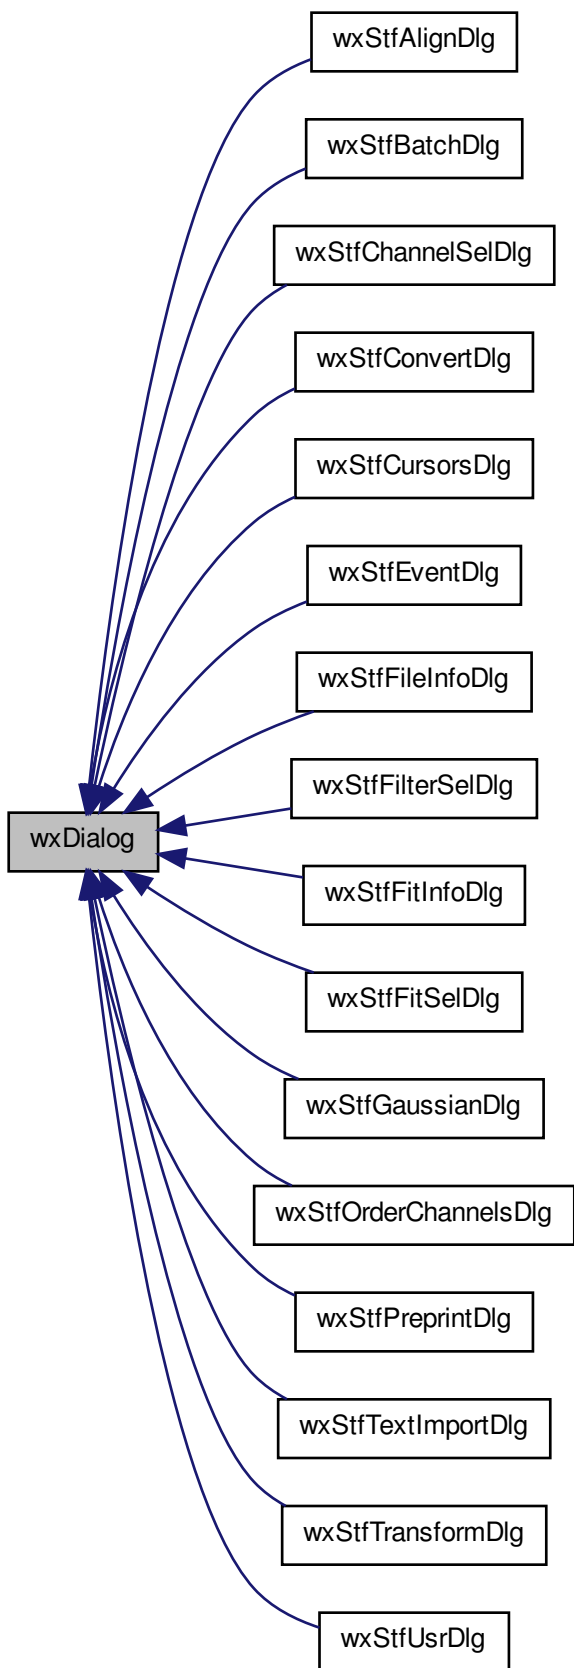 wxStfAlignDlg
wxStfBatchDlg
wxStfChannelSelDlg
wxStfConvertDlg
wxStfCursorsDlg
wxStfEventDlg
wxStfFileInfoDlg
wxStfFilterSelDlg
wxDialog
wxStfFitInfoDlg
wxStfFitSelDlg
wxStfGaussianDlg
wxStfOrderChannelsDlg
wxStfPreprintDlg
wxStfTextImportDlg
wxStfTransformDlg
wxStfUsrDlg